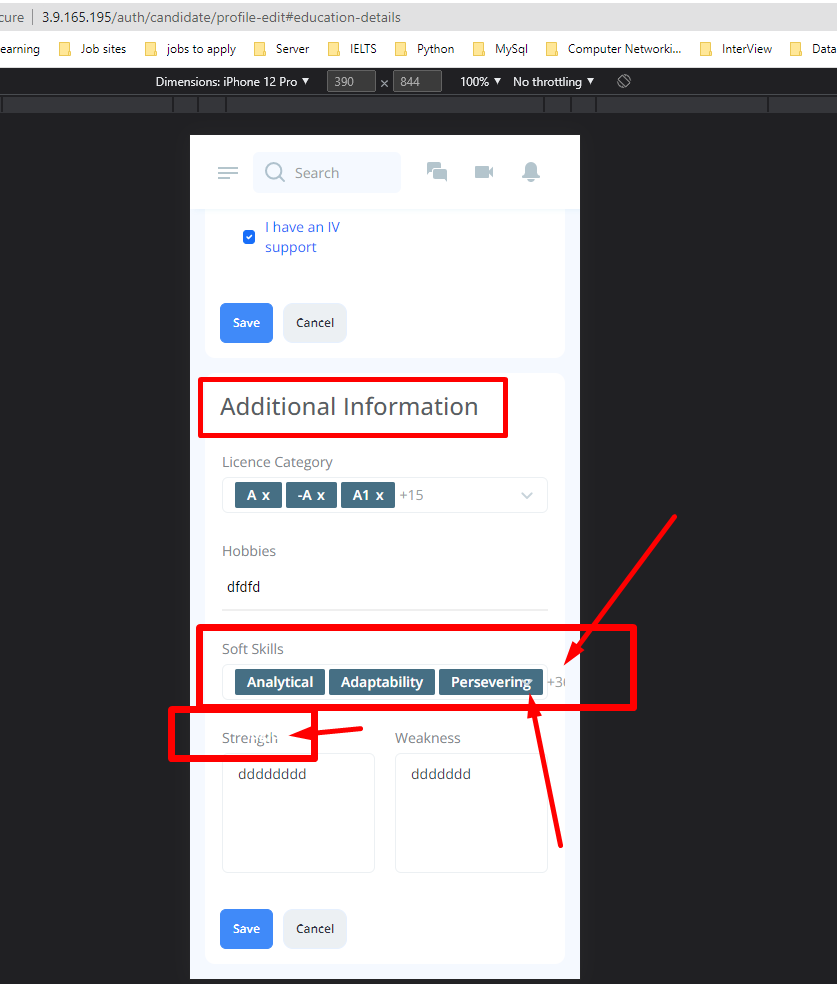 cure | 3.9.165.195/auth/candidate/profile-edit#education-details
earning Job sites jobs to apply Server IELTS Python MySql Computer Networki... InterView Data
Dimensions: iPhone 12 Pro ▼ 390 × 844 100% ▼ No throttling ▼
Search
I have an IV
support
Save Cancel
Additional Information
Licence Category
A x -A x A1 x +15
Hobbies
dfdfd
Soft Skills
Analytical Adaptability Persevering
Strength Weakness
dddddddd ddddddd
Save Cancel